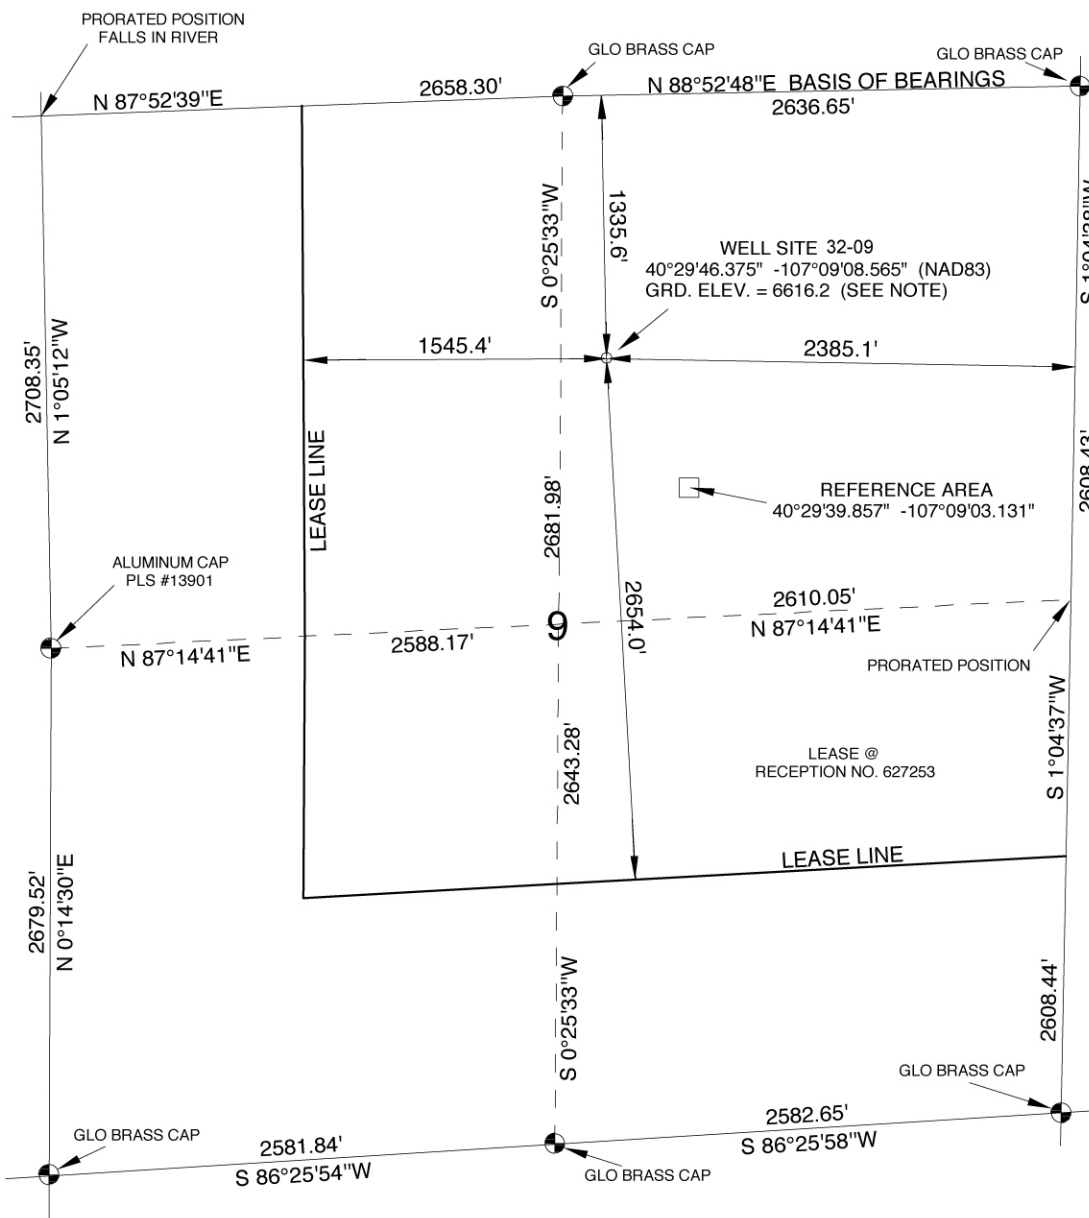 PRORATED POSITION
FALLS IN RIVER
GLO BRASS CAP
GLO BRASS CAP
N 87°52'39"E
2658.30'
N 88°52'48"E BASIS OF BEARINGS
2636.65'
S 0°25'33"W
1335.6'
S 1°04'38"W
WELL SITE 32-09
40°29'46.375" -107°09'08.565" (NAD83)
GRD. ELEV. = 6616.2 (SEE NOTE)
2708.35'
N 1°05'12"W
1545.4'
2385.1'
LEASE LINE
2681.98'
2608.43'
REFERENCE AREA
40°29'39.857" -107°09'03.131"
ALUMINUM CAP
PLS #13901
2654.0'
2610.05'
N 87°14'41"E
9
2588.17'
N 87°14'41"E
PRORATED POSITION
S 1°04'37"W
2643.28'
LEASE @
RECEPTION NO. 627253
LEASE LINE
2679.52'
N 0°14'30"E
S 0°25'33"W
2608.44'
GLO BRASS CAP
2582.65'
S 86°25'58"W
GLO BRASS CAP
2581.84'
S 86°25'54"W
GLO BRASS CAP